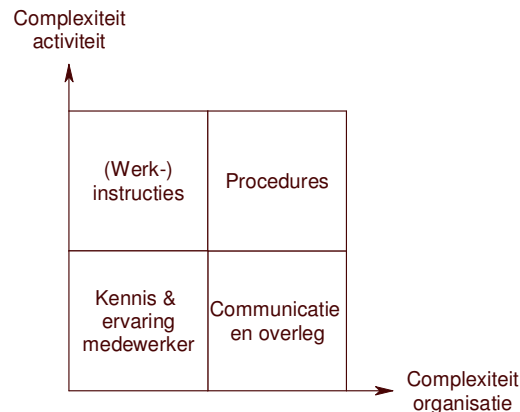 Complexiteit
activiteit
(Werk-)
instructies
Procedures
Kennis &
ervaring
medewerker
Communicatie
en overleg
Complexiteit
organisatie